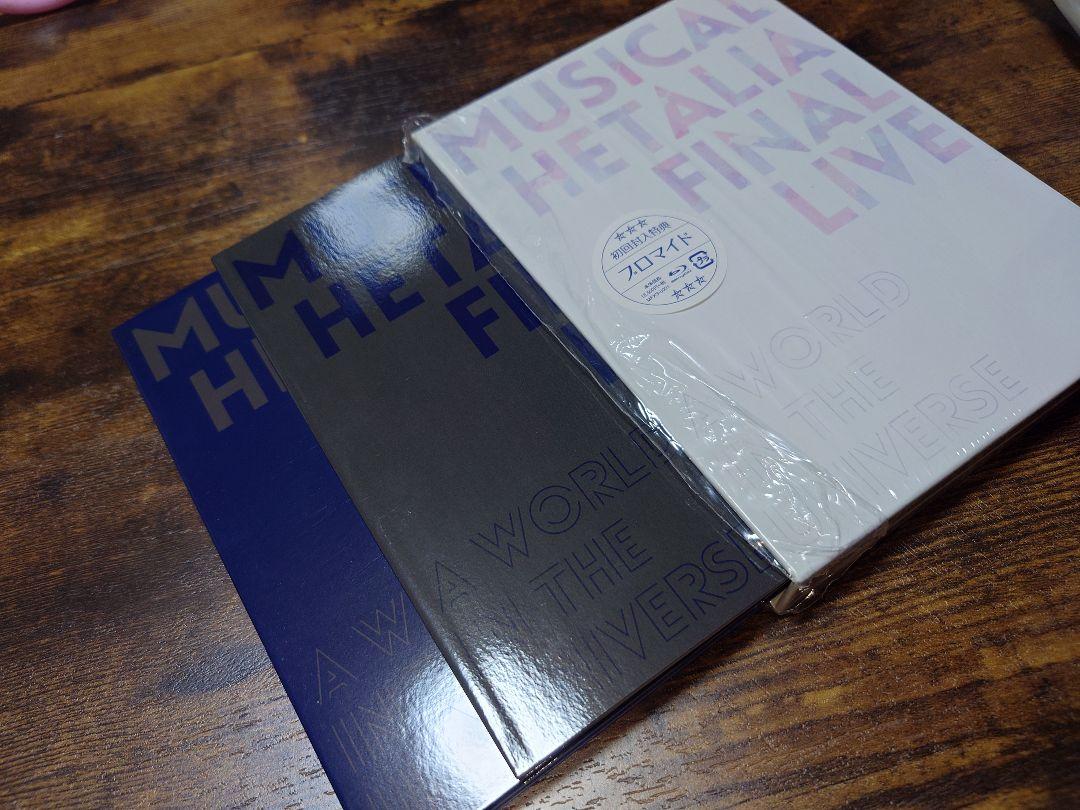 MUSICAL
HETALIA
FINAL
LIVE
初回封入特典
ブロマイド
A WORLD
THE
UNIVERSE
MU
HETA
FI
A WORLD
IN THE
UNIVERSE
MU
HE
A W
IN